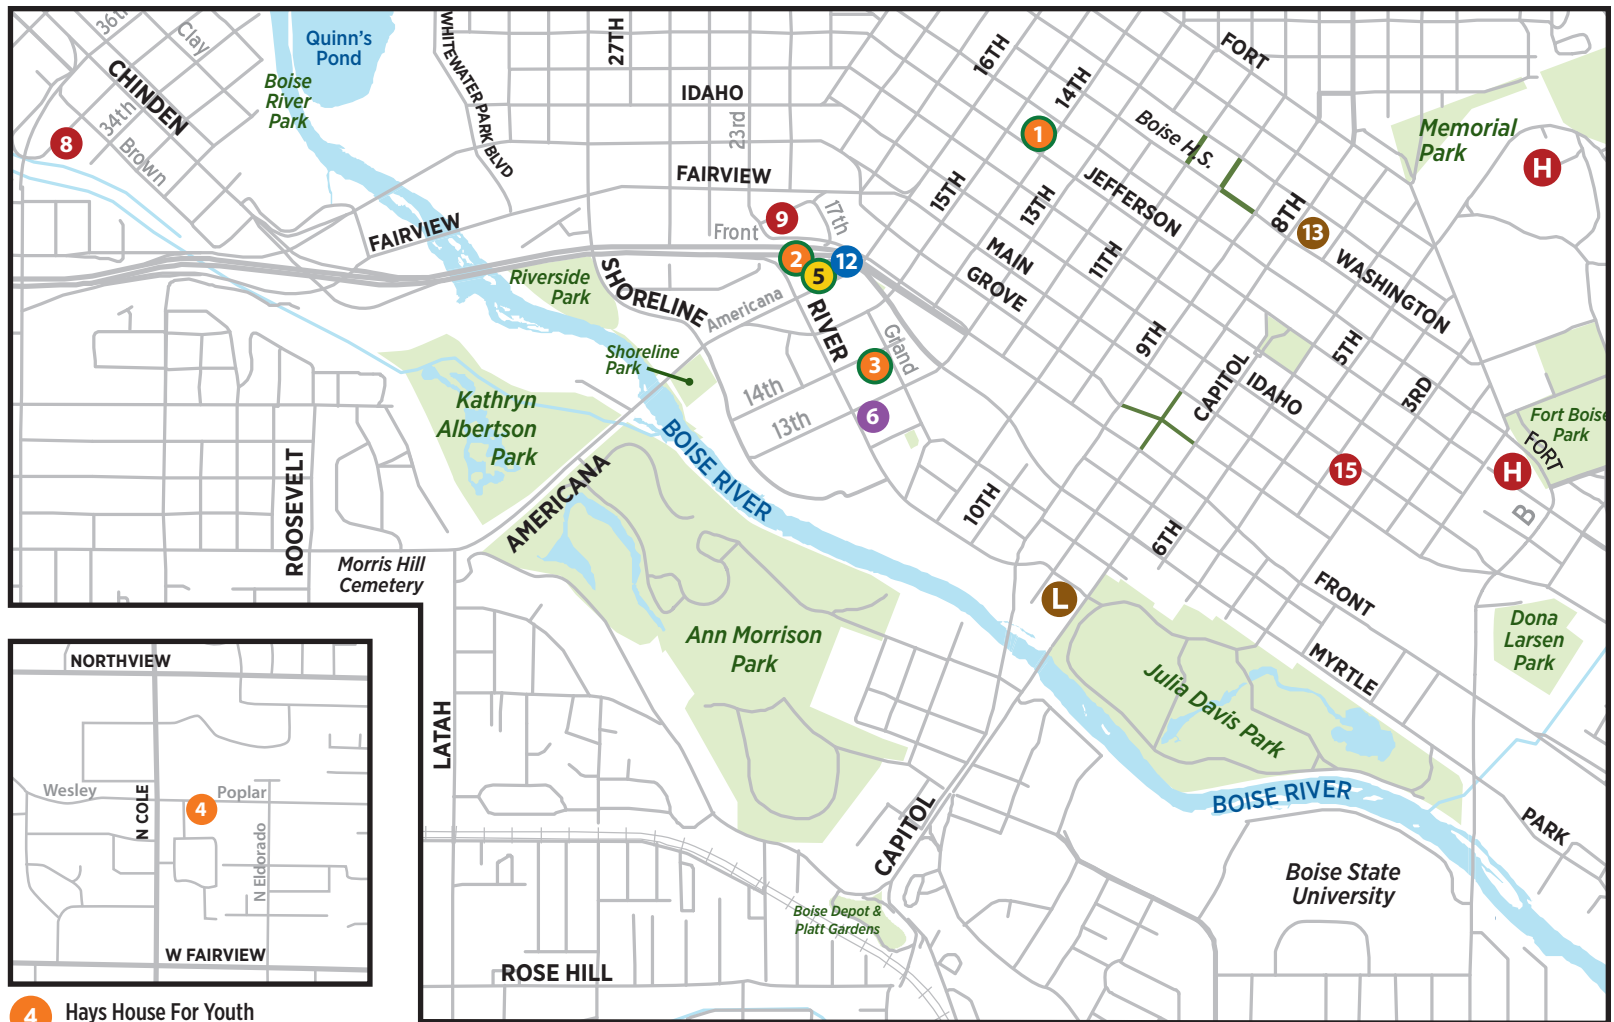 36th
Clay
CHINDEN
34th
Brown
8
Quinn's
Pond
Boise
River
Park
WHITEWATER PARK BLVD
27TH
IDAHO
23rd
FAIRVIEW
FAIRVIEW
Front
17th
9
2
5
12
Riverside
Park
SHORELINE
Americana
RIVER
Grand
3
6
Shoreline
Park
14th
13th
16TH
14TH
1
15TH
13TH
11TH
MAIN
GROVE
JEFFERSON
Boise H.S.
FORT
8TH
13
WASHINGTON
Memorial
Park
H
9TH
CAPITOL
IDAHO
5TH
3RD
15
Fort Boise
Park
FORT
H
B
10TH
6TH
L
FRONT
MYRTLE
Dona
Larsen
Park
Kathryn
Albertson
Park
AMERICANA
BOISE RIVER
ROOSEVELT
Morris Hill
Cemetery
Ann Morrison
Park
Julia Davis Park
BOISE RIVER
PARK
Boise State
University
LATAH
CAPITOL
Boise Depot &
Platt Gardens
ROSE HILL
NORTHVIEW
Wesley
N COLE
4
Poplar
N Eldorado
W FAIRVIEW
4 Hays House For Youth